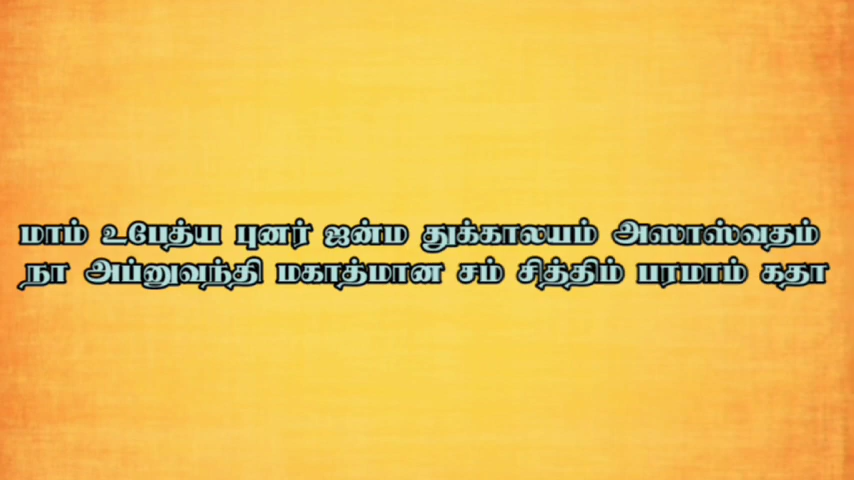 மாம் உபேத்ய புனர் ஜன்ம துக்காலயம் அஸாஸ்வதம்
நா அப்னுவந்தி மகாத்மான சம் சித்திம் பரமாம் கதா